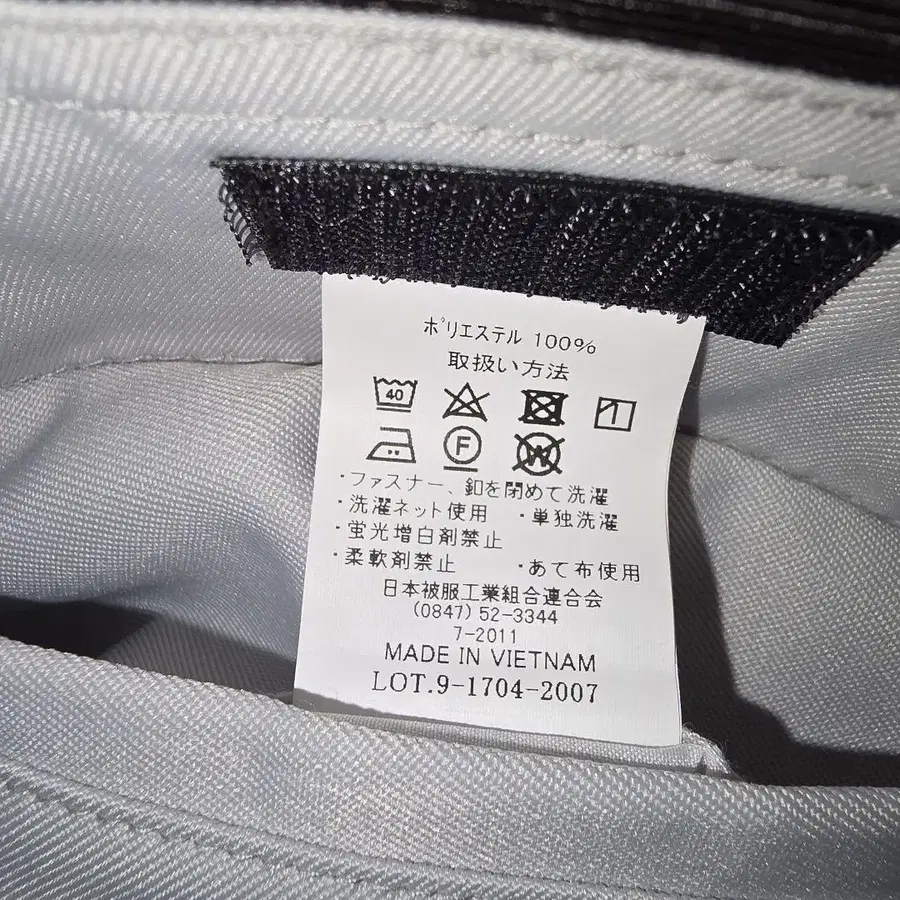 ポリエステル 100%
取扱い方法
40
1
F
W
・ファスナー、釦を閉めて洗濯
・洗濯ネット使用 ・単独洗濯
・蛍光増白剤禁止
・柔軟剤禁止 ・あて布使用
日本被服工業組合連合会
(0847) 52-3344
7-2011
MADE IN VIETNAM
LOT.9-1704-2007